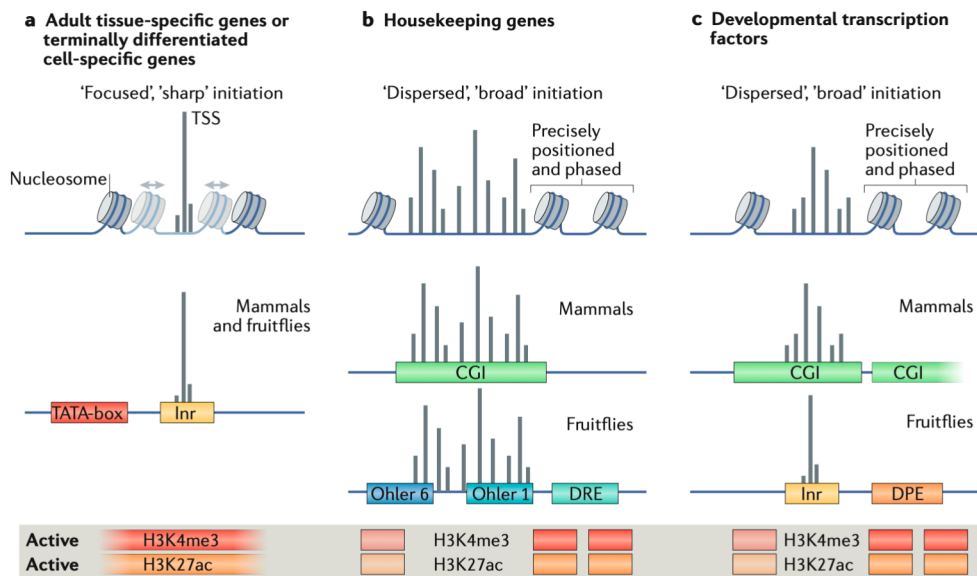 a Adult tissue-specific genes or
terminally differentiated
cell-specific genes
'Focused', 'sharp' initiation
TSS
Nucleosome
Mammals
and fruitflies
TATA-box
Inr
b Housekeeping genes
'Dispersed', 'broad' initiation
Precisely
positioned
and phased
Mammals
CGI
Fruitflies
Ohler 6
Ohler 1
DRE
c Developmental transcription
factors
'Dispersed', 'broad' initiation
Precisely
positioned
and phased
Mammals
CGI
CGI
Fruitflies
Inr
DPE
Active H3K4me3 H3K4me3 H3K4me3
Active H3K27ac H3K27ac H3K27ac